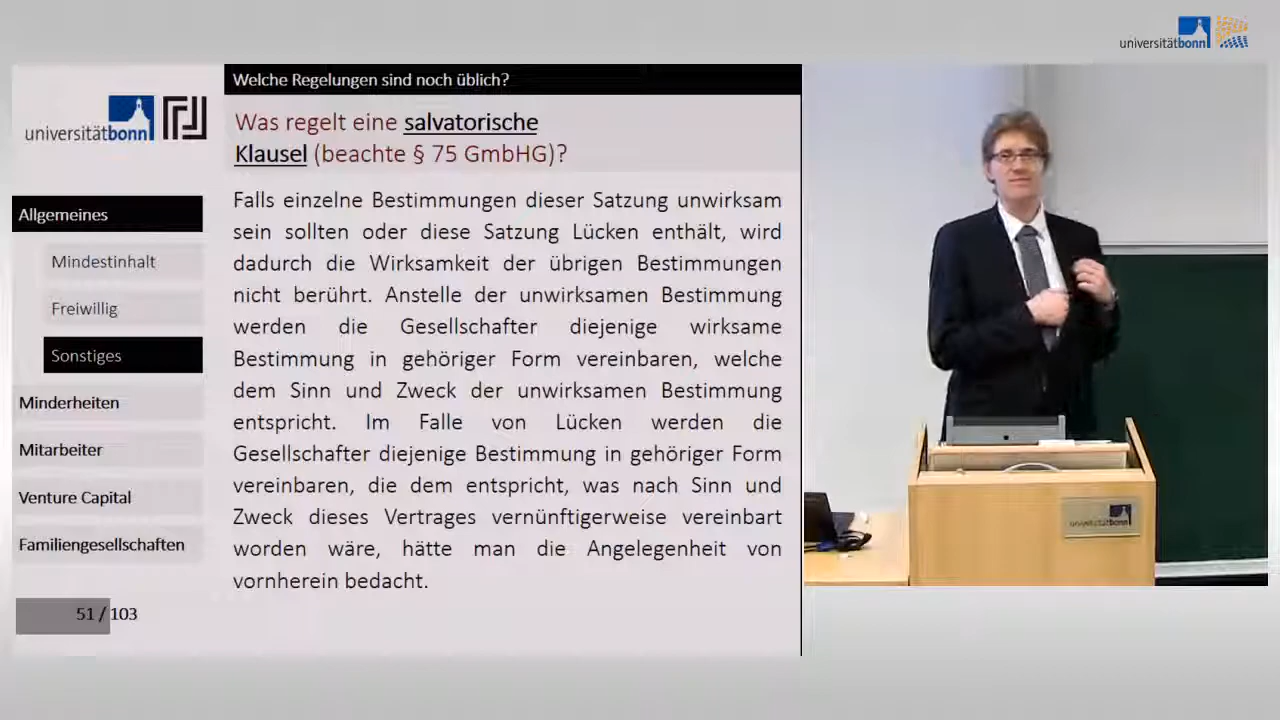 universitätbonn
Welche Regelungen sind noch üblich?
universitätbonn
Was regelt eine salvatorische
Klausel (beachte § 75 GmbHG)?
Allgemeines
Mindestinhalt
Freiwillig
Sonstiges
Minderheiten
Mitarbeiter
Venture Capital
Familiengesellschaften
51 / 103
Falls einzelne Bestimmungen dieser Satzung unwirksam
sein sollten oder diese Satzung Lücken enthält, wird
dadurch die Wirksamkeit der übrigen Bestimmungen
nicht berührt. Anstelle der unwirksamen Bestimmung
werden die Gesellschafter diejenige wirksame
Bestimmung in gehöriger Form vereinbaren, welche
dem Sinn und Zweck der unwirksamen Bestimmung
entspricht. Im Falle von Lücken werden die
Gesellschafter diejenige Bestimmung in gehöriger Form
vereinbaren, die dem entspricht, was nach Sinn und
Zweck dieses Vertrages vernünftigerweise vereinbart
worden wäre, hätte man die Angelegenheit von
vornherein bedacht.
universitätbonn